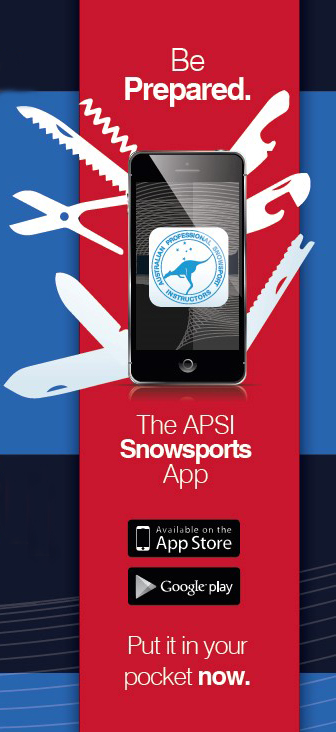 Be
Prepared.
AUSTRALIAN PROFESSIONAL SNOWSPORT
INSTRUCTORS
The APSI
Snowsports
App
Available on the
App Store
Google play
Put it in your
pocket now.